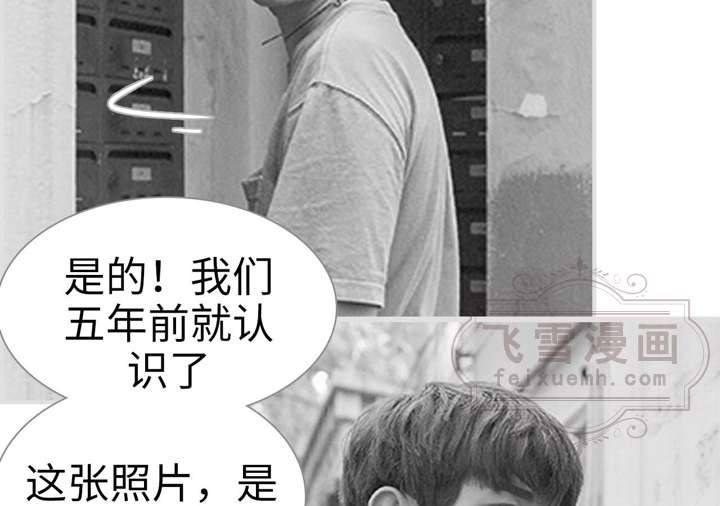 是的！我们
五年前就认
识了
飞雪漫画
feixuemh.com
这张照片，是